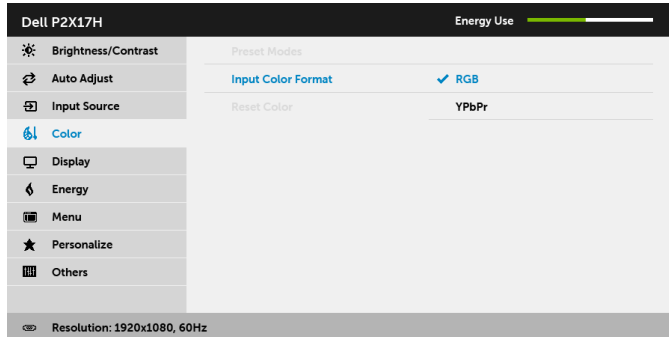 Dell P2X17H Energy Use
Brightness/Contrast Preset Modes
Auto Adjust Input Color Format RGB
Input Source Reset Color YPbPr
Color
Display
Energy
Menu
Personalize
Others
Resolution: 1920x1080, 60Hz